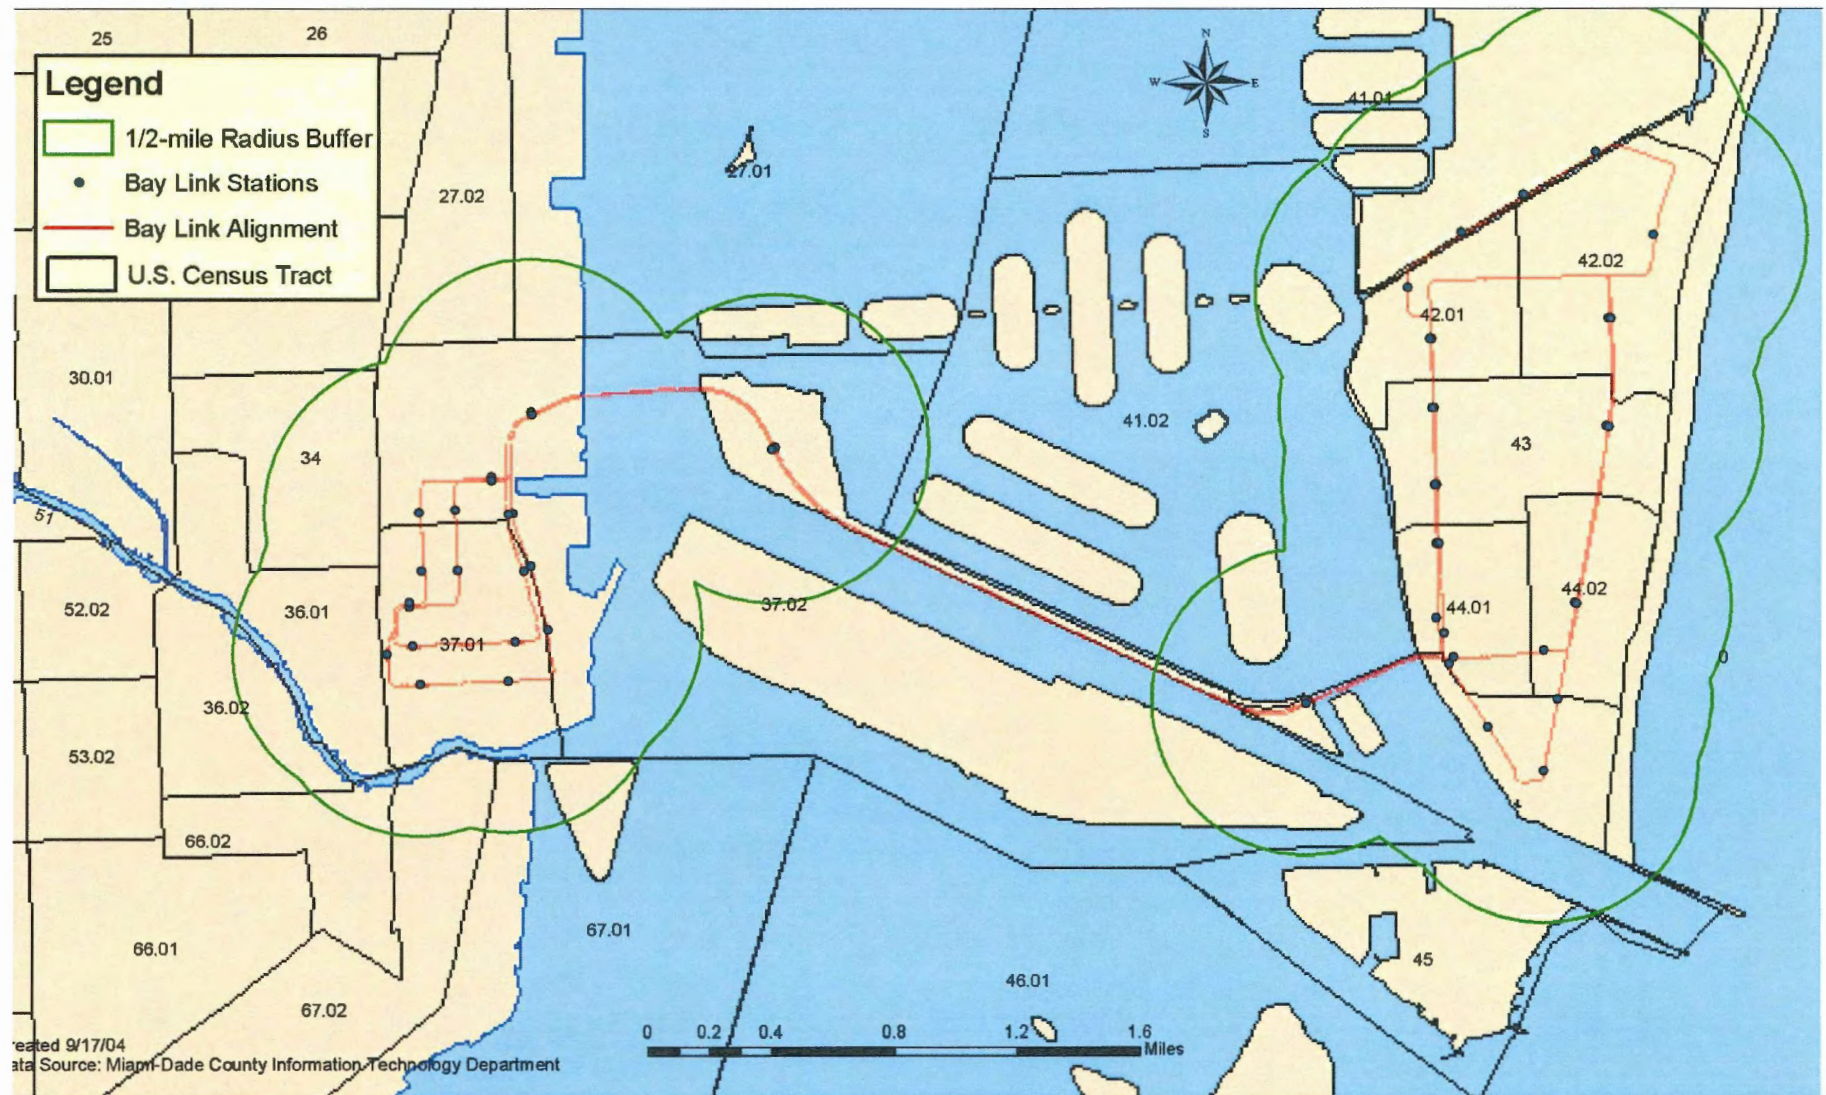 25
26
N
W
E
S
Legend
1/2-mile Radius Buffer
Bay Link Stations
Bay Link Alignment
U.S. Census Tract
41.01
27.01
27.02
42.02
42.01
30.01
41.02
43
34
51
52.02
36.01
37.02
44.01
44.02
37.01
0
36.02
53.02
66.02
67.01
66.01
45
46.01
67.02
0
0.2
0.4
0.8
1.2
1.6
Miles
reated 9/17/04
ata Source: Miami-Dade County Information Technology Department